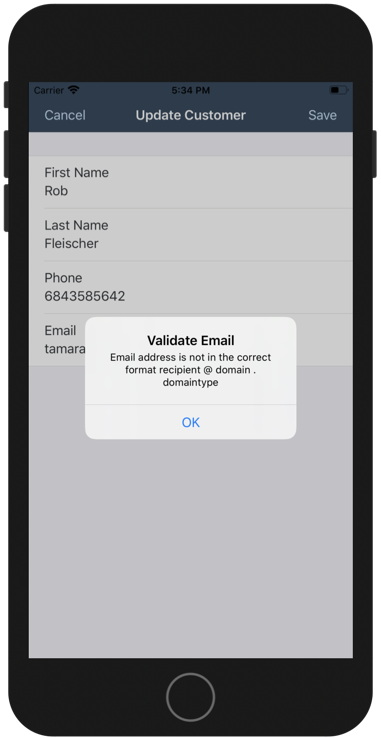 Carrier 5:34 PM
Cancel Update Customer Save
First Name
Rob
Last Name
Fleischer
Phone
6843585642
Email
tamara
Validate Email
Email address is not in the correct
format recipient @ domain .
domaintype
OK